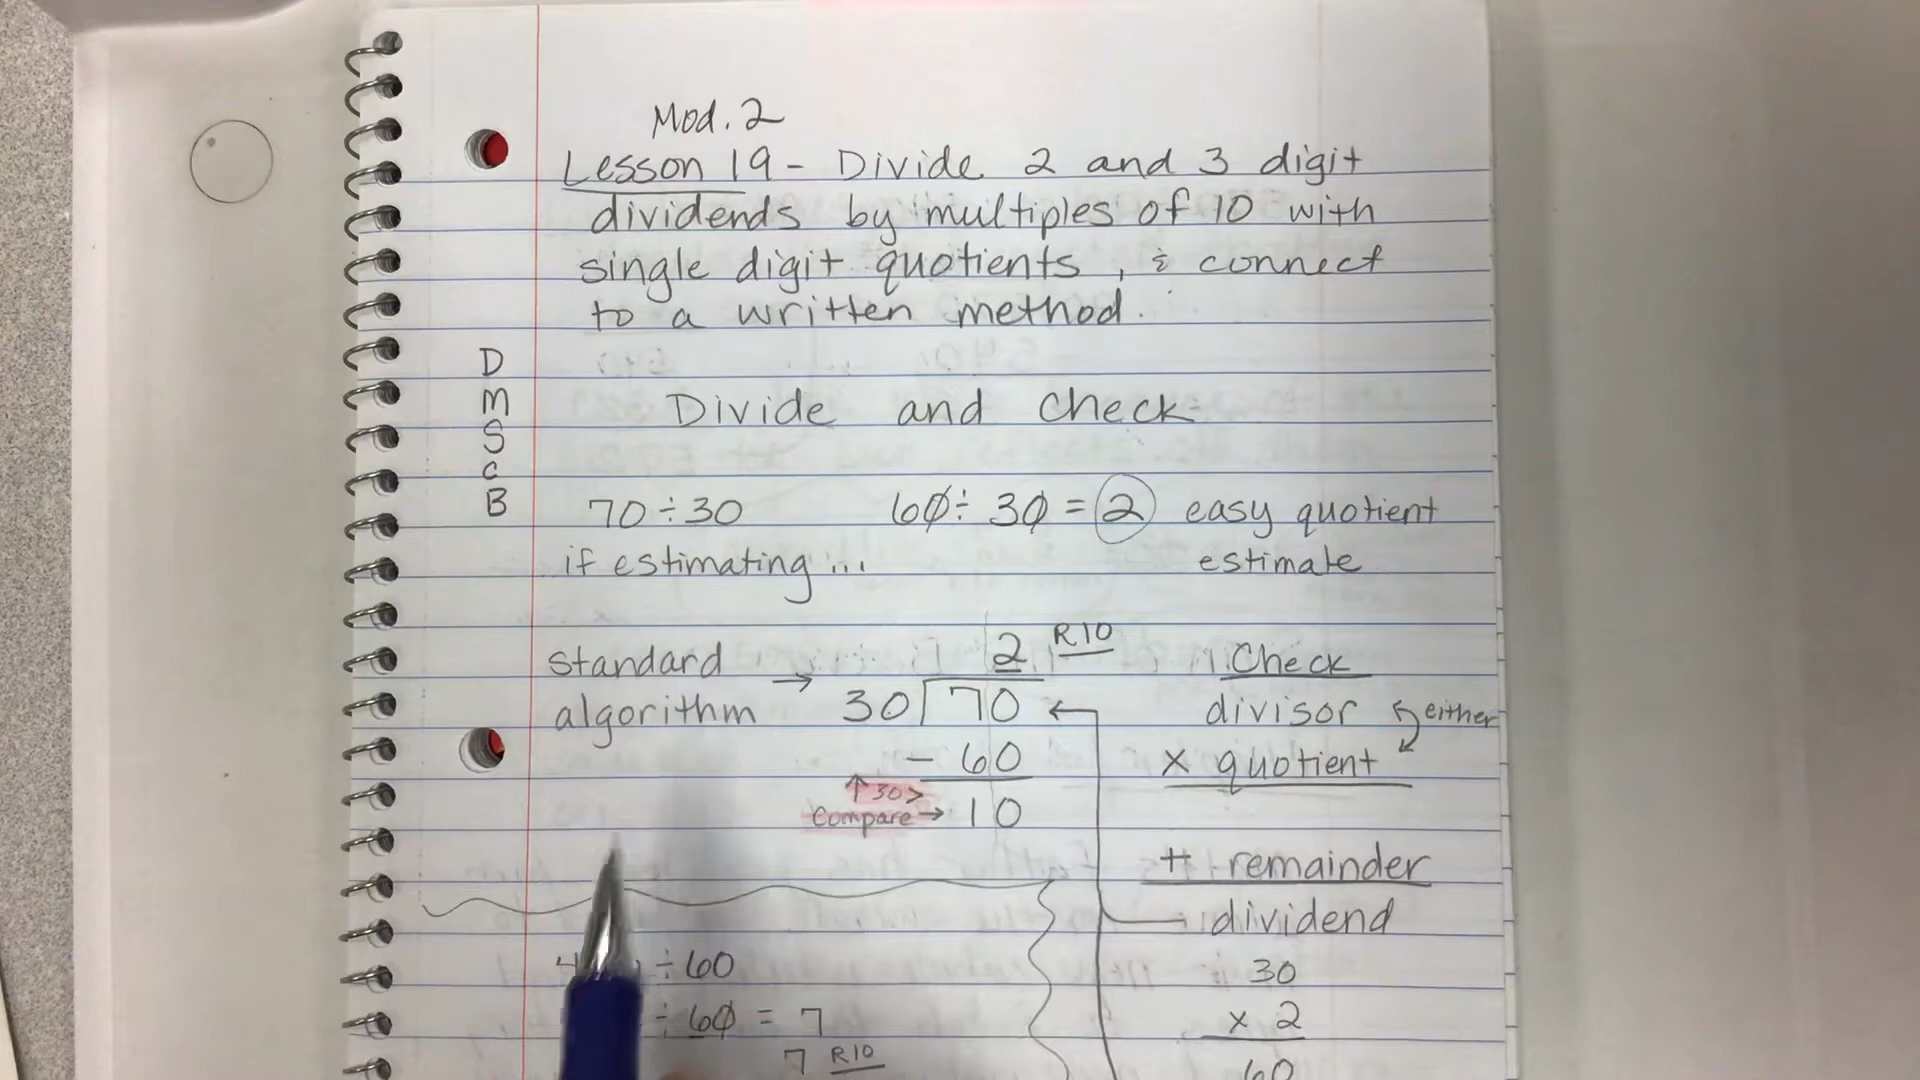 Mod. 2
Lesson 19 - Divide 2 and 3 digit
dividends by multiples of 10 with
single digit quotients, & connect
to a written method.
D
M
S
C
B
Divide and check
70 ÷ 30
60 ÷ 30 = 2 easy quotient
if estimating...
estimate
standard
algorithm
→
2 R10
30 70
- 60
↑ 30 >
Compare → 10
Check
divisor either
x quotient
+ remainder
dividend
30
x 2
60
÷ 60
÷ 60 = 7
7 R10